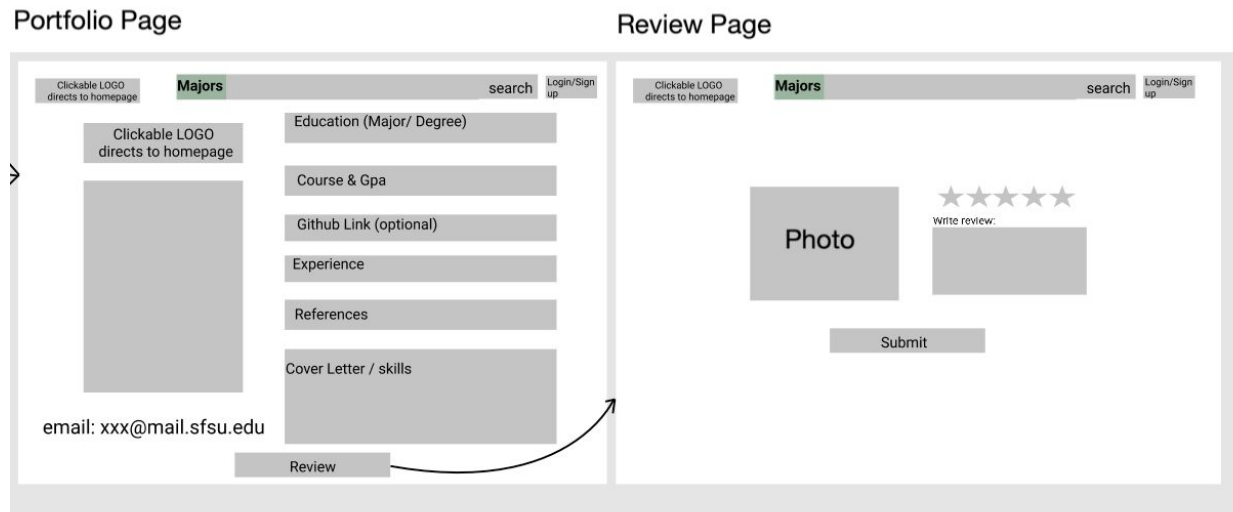 Portfolio Page
Clickable LOGO
directs to homepage
Majors
search
Login/Sign
up
Clickable LOGO
directs to homepage
Education (Major/ Degree)
Course & Gpa
Github Link (optional)
Experience
References
Cover Letter / skills
email: xxx@mail.sfsu.edu
Review
Review Page
Clickable LOGO
directs to homepage
Majors
search
Login/Sign
up
Photo
Write review:
Submit